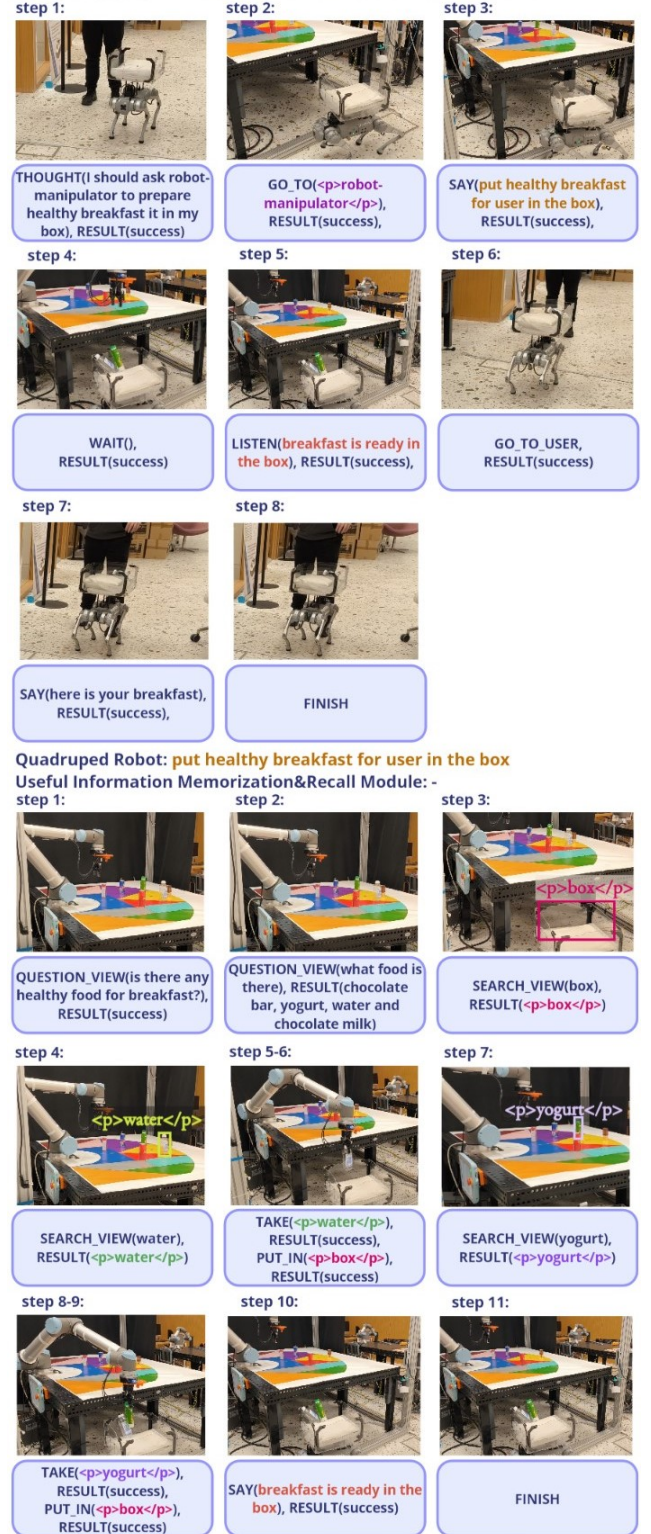 step 1:
step 2:
step 3:
THOUGHT(I should ask robot-
manipulator to prepare
healthy breakfast it in my
box), RESULT(success)
GO_TO(<p>robot-
manipulator</p>),
RESULT(success),
SAY(put healthy breakfast
for user in the box),
RESULT(success),
step 4:
step 5:
step 6:
WAIT(),
RESULT(success)
LISTEN(breakfast is ready in
the box), RESULT(success),
GO_TO_USER,
RESULT(success)
step 7:
step 8:
SAY(here is your breakfast),
RESULT(success),
FINISH
Quadruped Robot: put healthy breakfast for user in the box
Useful Information Memorization&Recall Module: -
step 1:
step 2:
step 3:
<p>box</p>
QUESTION_VIEW(is there any
healthy food for breakfast?),
RESULT(success)
QUESTION_VIEW(what food is
there), RESULT(chocolate
bar, yogurt, water and
chocolate milk)
SEARCH_VIEW(box),
RESULT(<p>box</p>)
step 4:
step 5-6:
step 7:
<p>water</p>
<p>yogurt</p>
SEARCH_VIEW(water),
RESULT(<p>water</p>)
TAKE(<p>water</p>),
RESULT(success),
PUT_IN(<p>box</p>),
RESULT(success)
SEARCH_VIEW(yogurt),
RESULT(<p>yogurt</p>)
step 8-9:
step 10:
step 11:
TAKE(<p>yogurt</p>),
RESULT(success),
PUT_IN(<p>box</p>),
RESULT(success)
SAY(breakfast is ready in the
box), RESULT(success)
FINISH